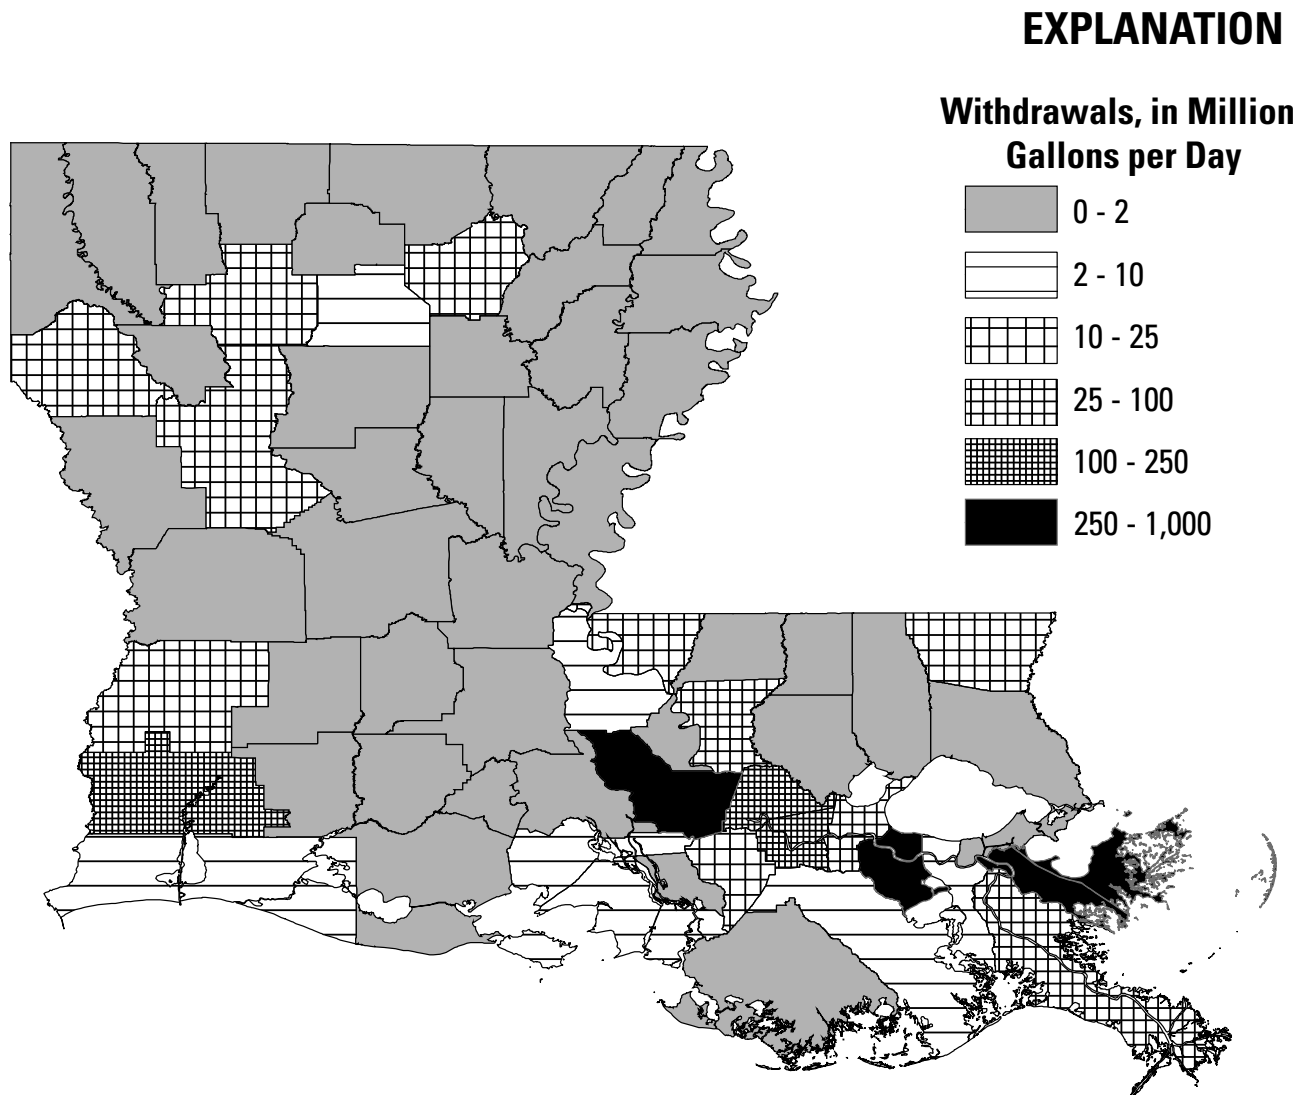 EXPLANATION
Withdrawals, in Million
Gallons per Day
0 - 2
2 - 10
10 - 25
25 - 100
100 - 250
250 - 1,000